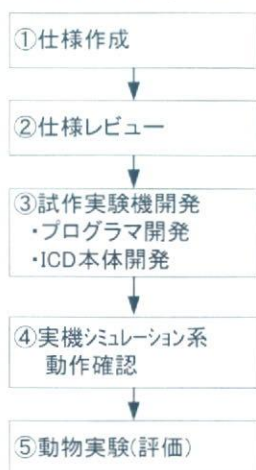 ①仕様作成
②仕様レビュー
③試作実験機開発
・プログラマ開発
・ICD本体開発
④実機シミュレーション系
動作確認
⑤動物実験(評価)